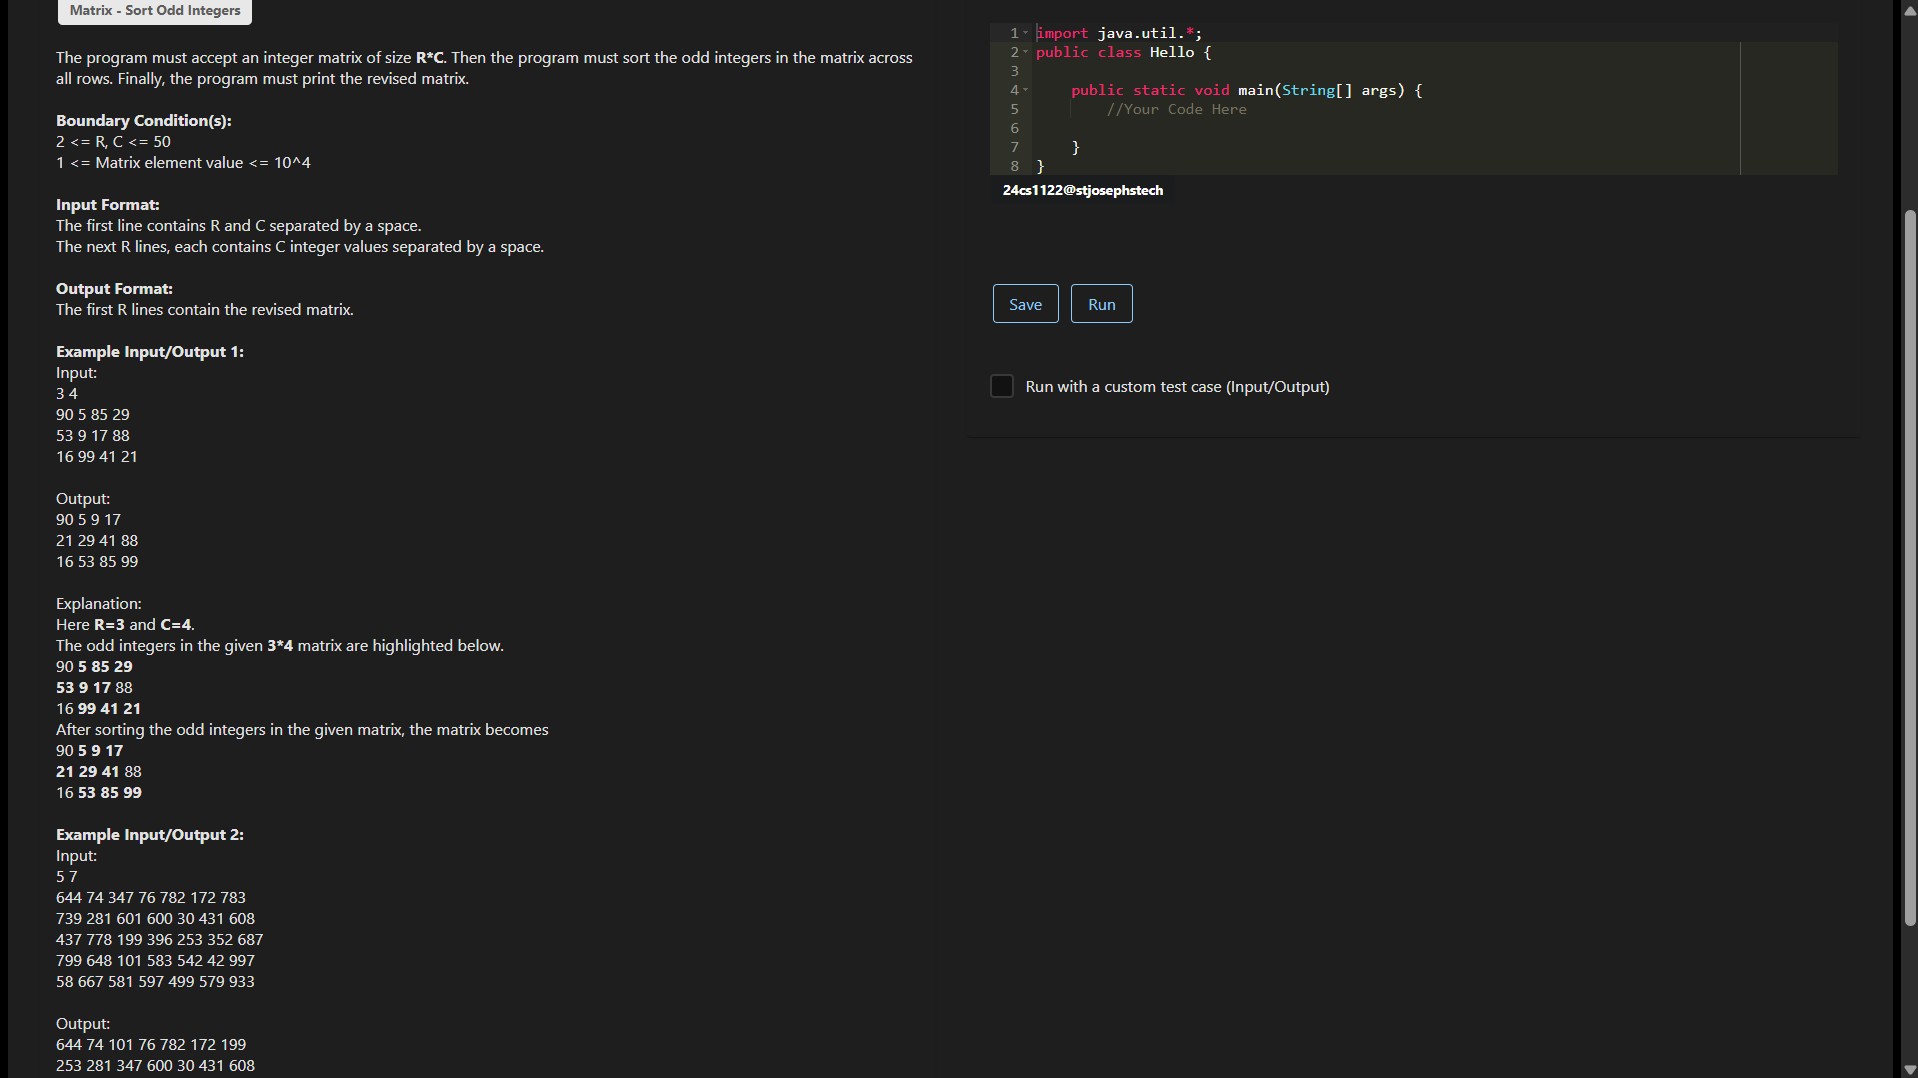 Matrix - Sort Odd Integers
The program must accept an integer matrix of size R*C. Then the program must sort the odd integers in the matrix across
all rows. Finally, the program must print the revised matrix.
Boundary Condition(s):
2 <= R, C <= 50
1 <= Matrix element value <= 10^4
Input Format:
The first line contains R and C separated by a space.
The next R lines, each contains C integer values separated by a space.
Output Format:
The first R lines contain the revised matrix.
Example Input/Output 1:
Input:
3 4
90 5 85 29
53 9 17 88
16 99 41 21
Output:
90 5 9 17
21 29 41 88
16 53 85 99
Explanation:
Here R=3 and C=4.
The odd integers in the given 3*4 matrix are highlighted below.
90 5 85 29
53 9 17 88
16 99 41 21
After sorting the odd integers in the given matrix, the matrix becomes
90 5 9 17
21 29 41 88
16 53 85 99
Example Input/Output 2:
Input:
5 7
644 74 347 76 782 172 783
739 281 601 600 30 431 608
437 778 199 396 253 352 687
799 648 101 583 542 42 997
58 667 581 597 499 579 933
Output:
644 74 101 76 782 172 199
253 281 347 600 30 431 608
1 import java.util.*;
2 public class Hello {
3
4 public static void main(String[] args) {
5 //Your Code Here
6
7 }
8 }
24cs1122@stjosephstech
Save Run
Run with a custom test case (Input/Output)